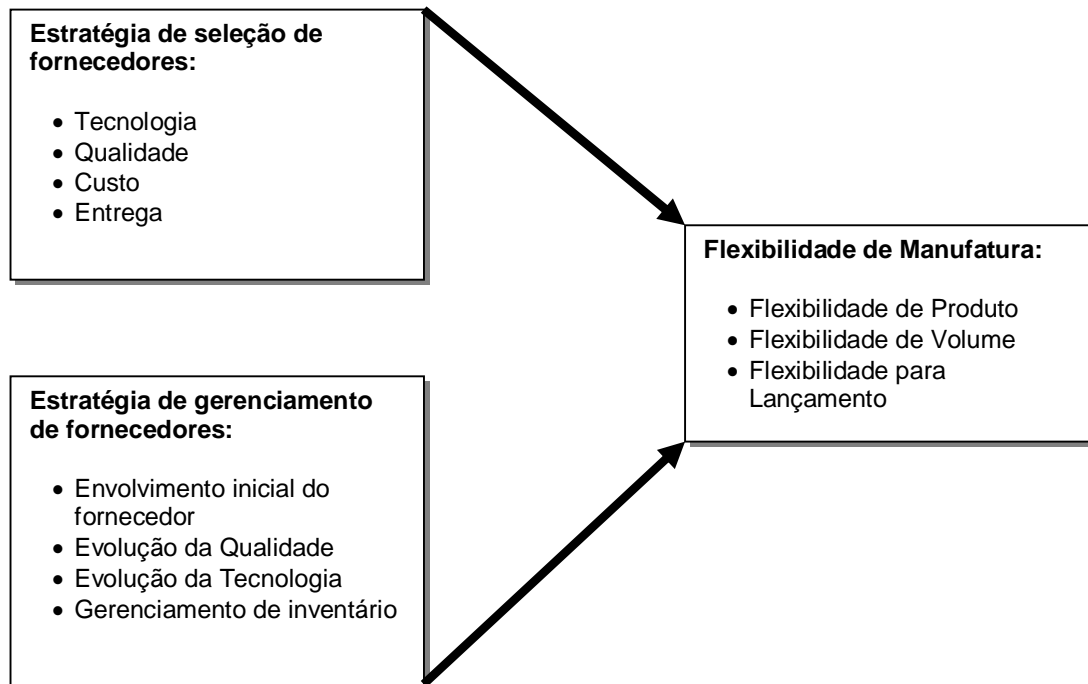 Estratégia de seleção de
fornecedores:
• Tecnologia
• Qualidade
• Custo
• Entrega
Flexibilidade de Manufatura:
• Flexibilidade de Produto
• Flexibilidade de Volume
• Flexibilidade para
Lançamento
Estratégia de gerenciamento
de fornecedores:
• Envolvimento inicial do
fornecedor
• Evolução da Qualidade
• Evolução da Tecnologia
• Gerenciamento de inventário